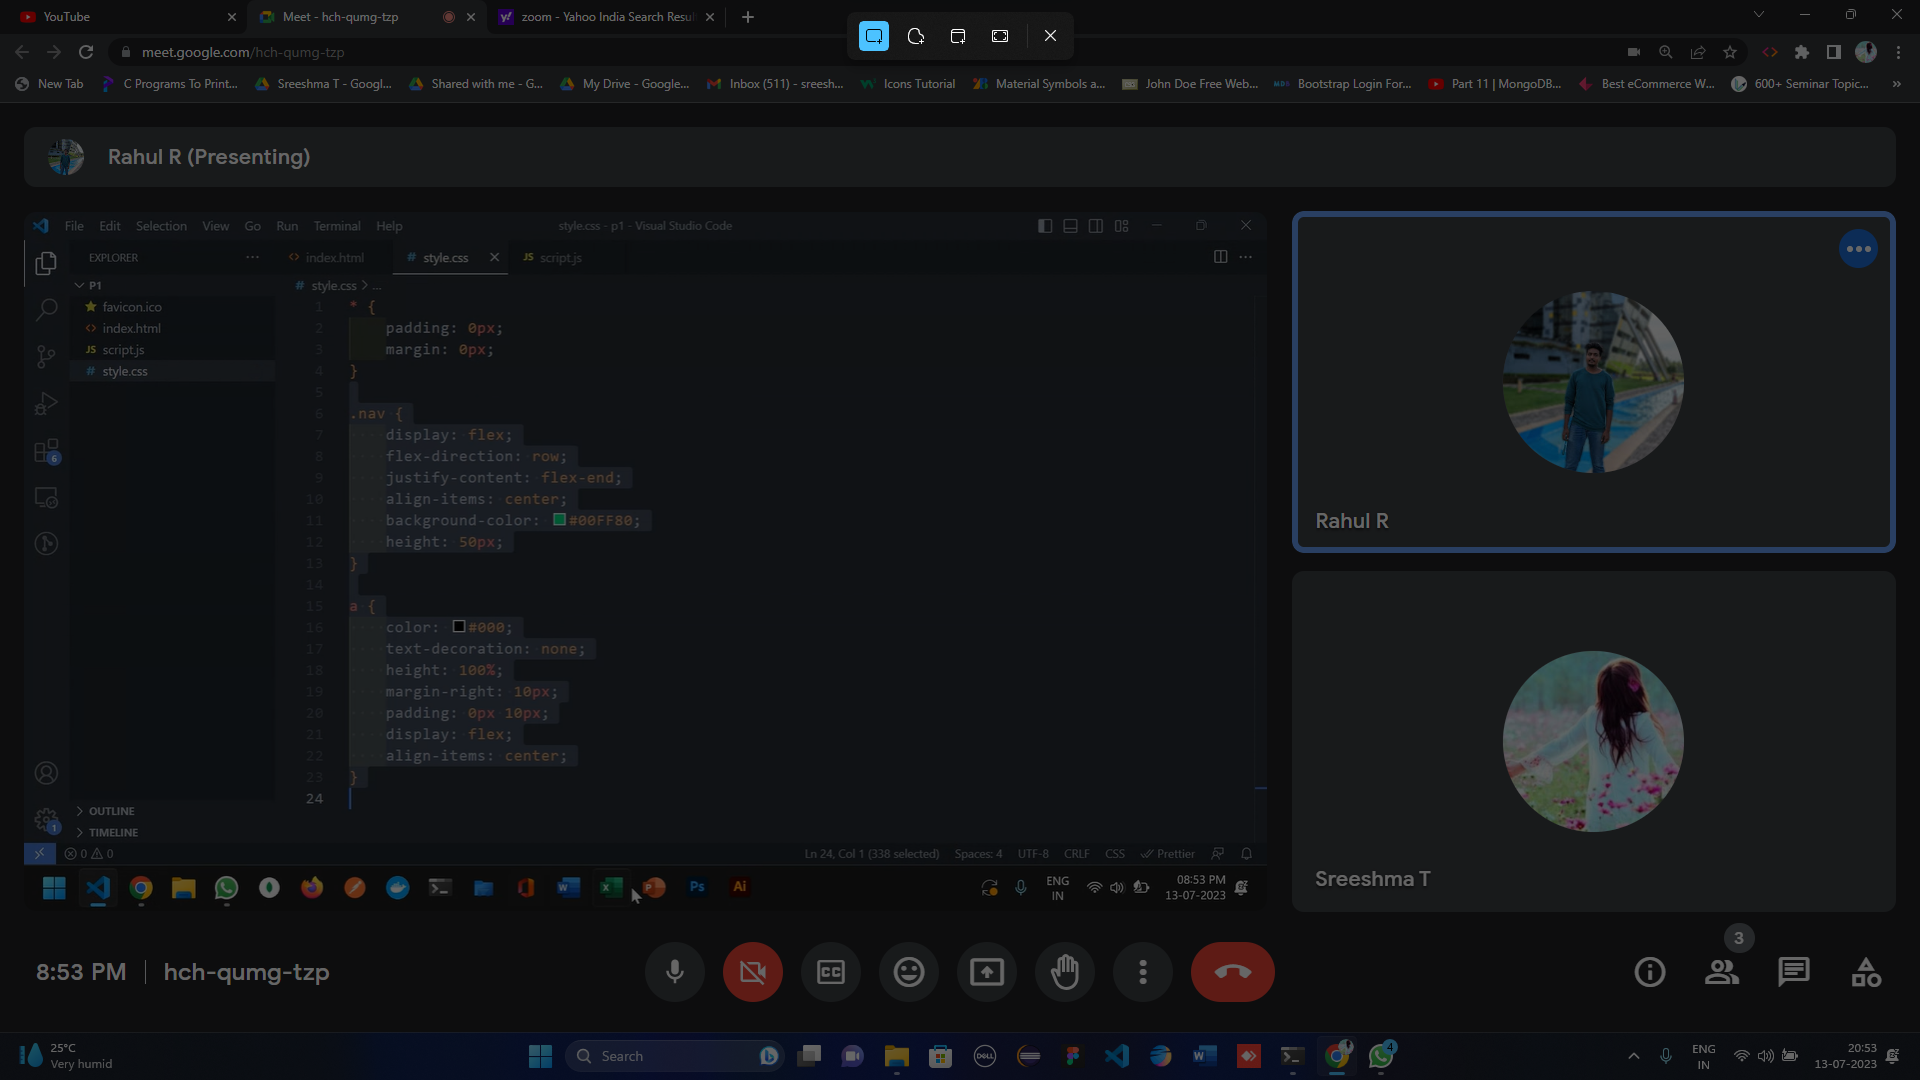 YouTube
Meet - hch-qumg-tzp
zoom - Yahoo India Search Resul
meet.google.com/hch-qumg-tzp
New Tab
C Programs To Print...
Sreeshma T - Googl...
Shared with me - G...
My Drive - Google...
Inbox (511) - sreesh...
Icons Tutorial
Material Symbols a...
John Doe Free Web...
Bootstrap Login For...
Part 11 | MongoDB...
Best eCommerce W...
600+ Seminar Topic...
Rahul R (Presenting)
File Edit Selection View Go Run Terminal Help
style.css - p1 - Visual Studio Code
EXPLORER
index.html
# style.css
JS script.js
P1
# style.css > ...
favicon.ico
index.html
JS script.js
# style.css
1 * {
2 padding: 0px;
3 margin: 0px;
4 }
5
6 .nav {
7 display: flex;
8 flex-direction: row;
9 justify-content: flex-end;
10 align-items: center;
11 background-color: #00FF80;
12 height: 50px;
13 }
14
15 a {
16 color: #000;
17 text-decoration: none;
18 height: 100%;
19 margin-right: 10px;
20 padding: 0px 10px;
21 display: flex;
22 align-items: center;
23 }
24
6
1
OUTLINE
TIMELINE
0 0
Ln 24, Col 1 (338 selected)
Spaces: 4
UTF-8
CRLF
CSS
Prettier
Ps
Ai
ENG
IN
08:53 PM
13-07-2023
Rahul R
Sreeshma T
8:53 PM | hch-qumg-tzp
CC
3
25°C
Very humid
Search
DELL
4
ENG
IN
20:53
13-07-2023